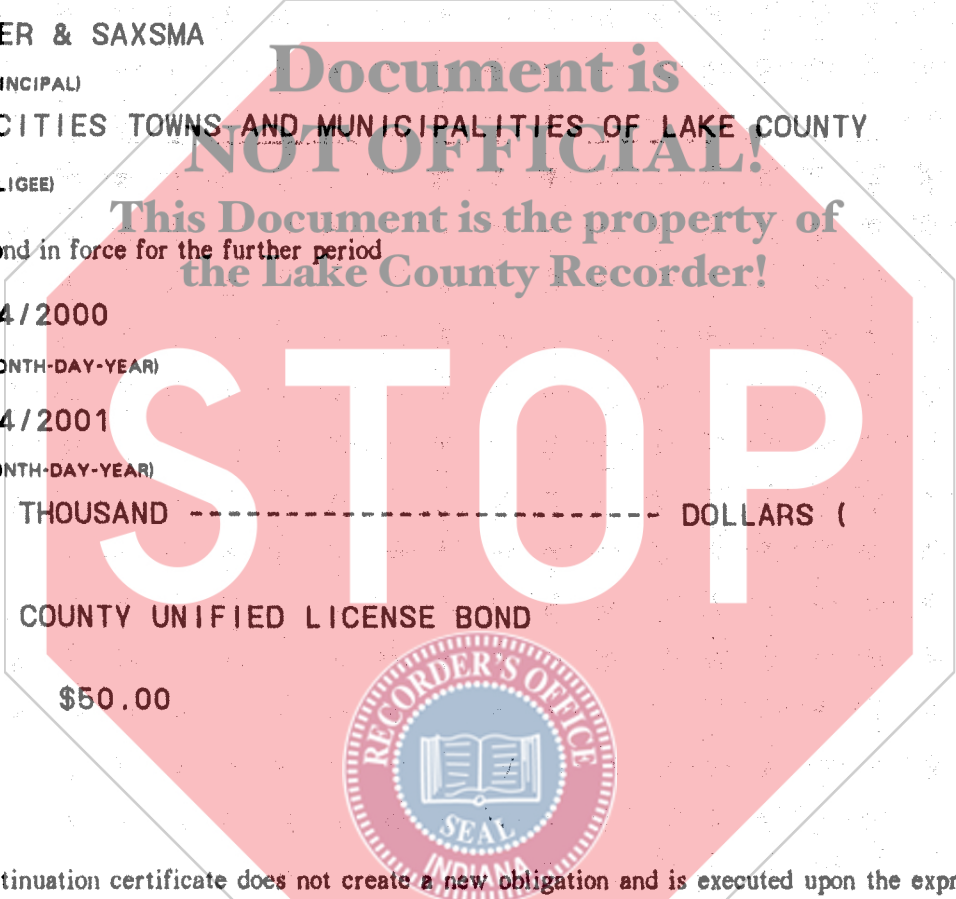 ER & SAXSMA
Document is
INCIPAL)
CITIES TOWNS AND MUNICIPALITIES OF LAKE COUNTY
NOT OFFICIAL!
LIGEE)
This Document is the property of
nd in force for the further period
the Lake County Recorder!
4/2000
ONTH-DAY-YEAR)
STOP
4/2001
NTH-DAY-YEAR)
THOUSAND -------------------------- DOLLARS (
COUNTY UNIFIED LICENSE BOND
RECORDER'S OFFICE
$50.00
SEAL
INDIANA
tinuation certificate does not create a new obligation and is executed upon the expr